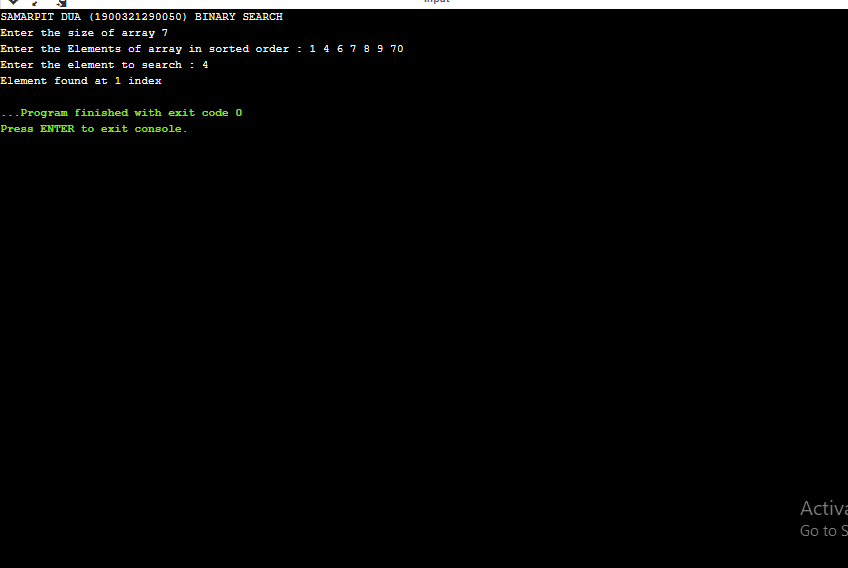 SAMARPIT DUA (1900321290050) BINARY SEARCH
Enter the size of array 7
Enter the Elements of array in sorted order : 1 4 6 7 8 9 70
Enter the element to search : 4
Element found at 1 index
...Program finished with exit code 0
Press ENTER to exit console.
Activa
Go to S